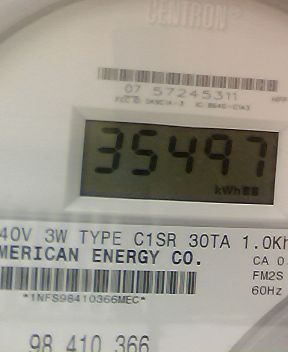 CENTRON®
07 57245311
35497
kWh
40V 3W TYPE C1SR 30TA 1.0Kh
MERICAN ENERGY CO.
CA 0
FM2S
60Hz
*1NFS98410366MEC*
98 410 366